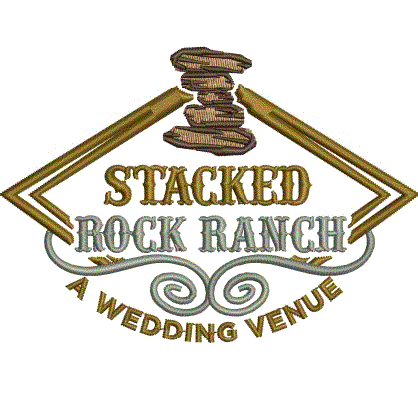 STACKED
ROCK RANCH
A WEDDING VENUE